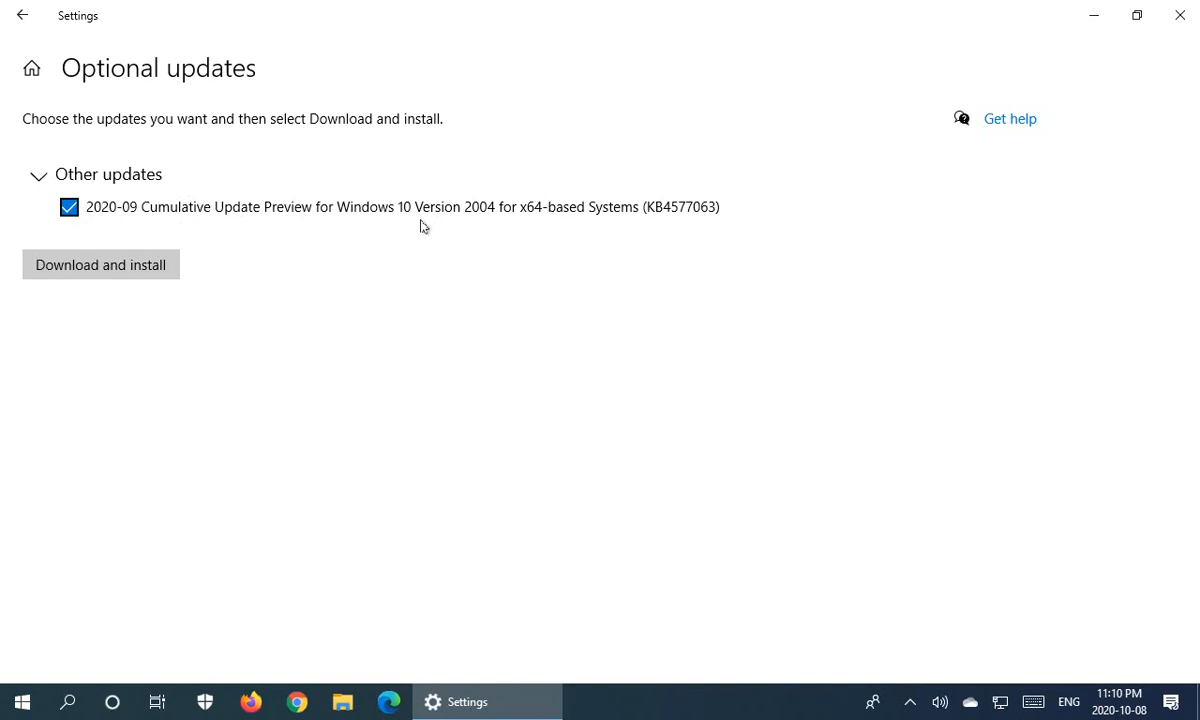 Settings
Optional updates
Choose the updates you want and then select Download and install.
Get help
Other updates
2020-09 Cumulative Update Preview for Windows 10 Version 2004 for x64-based Systems (KB4577063)
Download and install
Settings
ENG
11:10 PM
2020-10-08